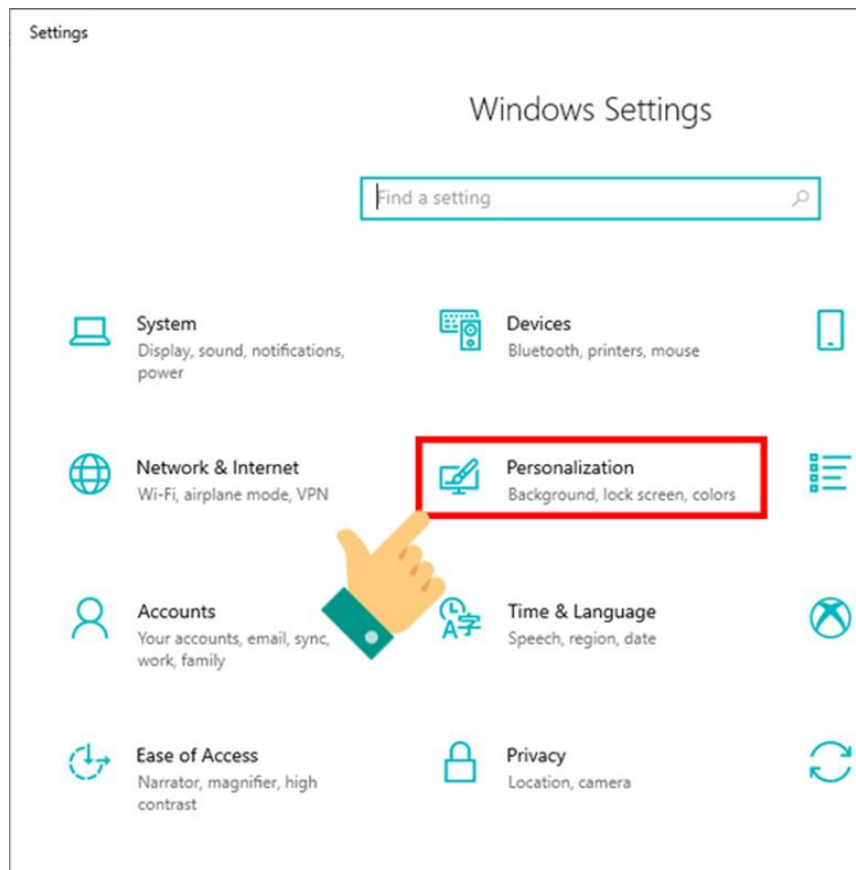 Settings
Windows Settings
Find a setting
System
Display, sound, notifications,
power
Devices
Bluetooth, printers, mouse
Network & Internet
Wi-Fi, airplane mode, VPN
Personalization
Background, lock screen, colors
Accounts
Your accounts, email, sync,
work, family
A字
Time & Language
Speech, region, date
Ease of Access
Narrator, magnifier, high
contrast
Privacy
Location, camera